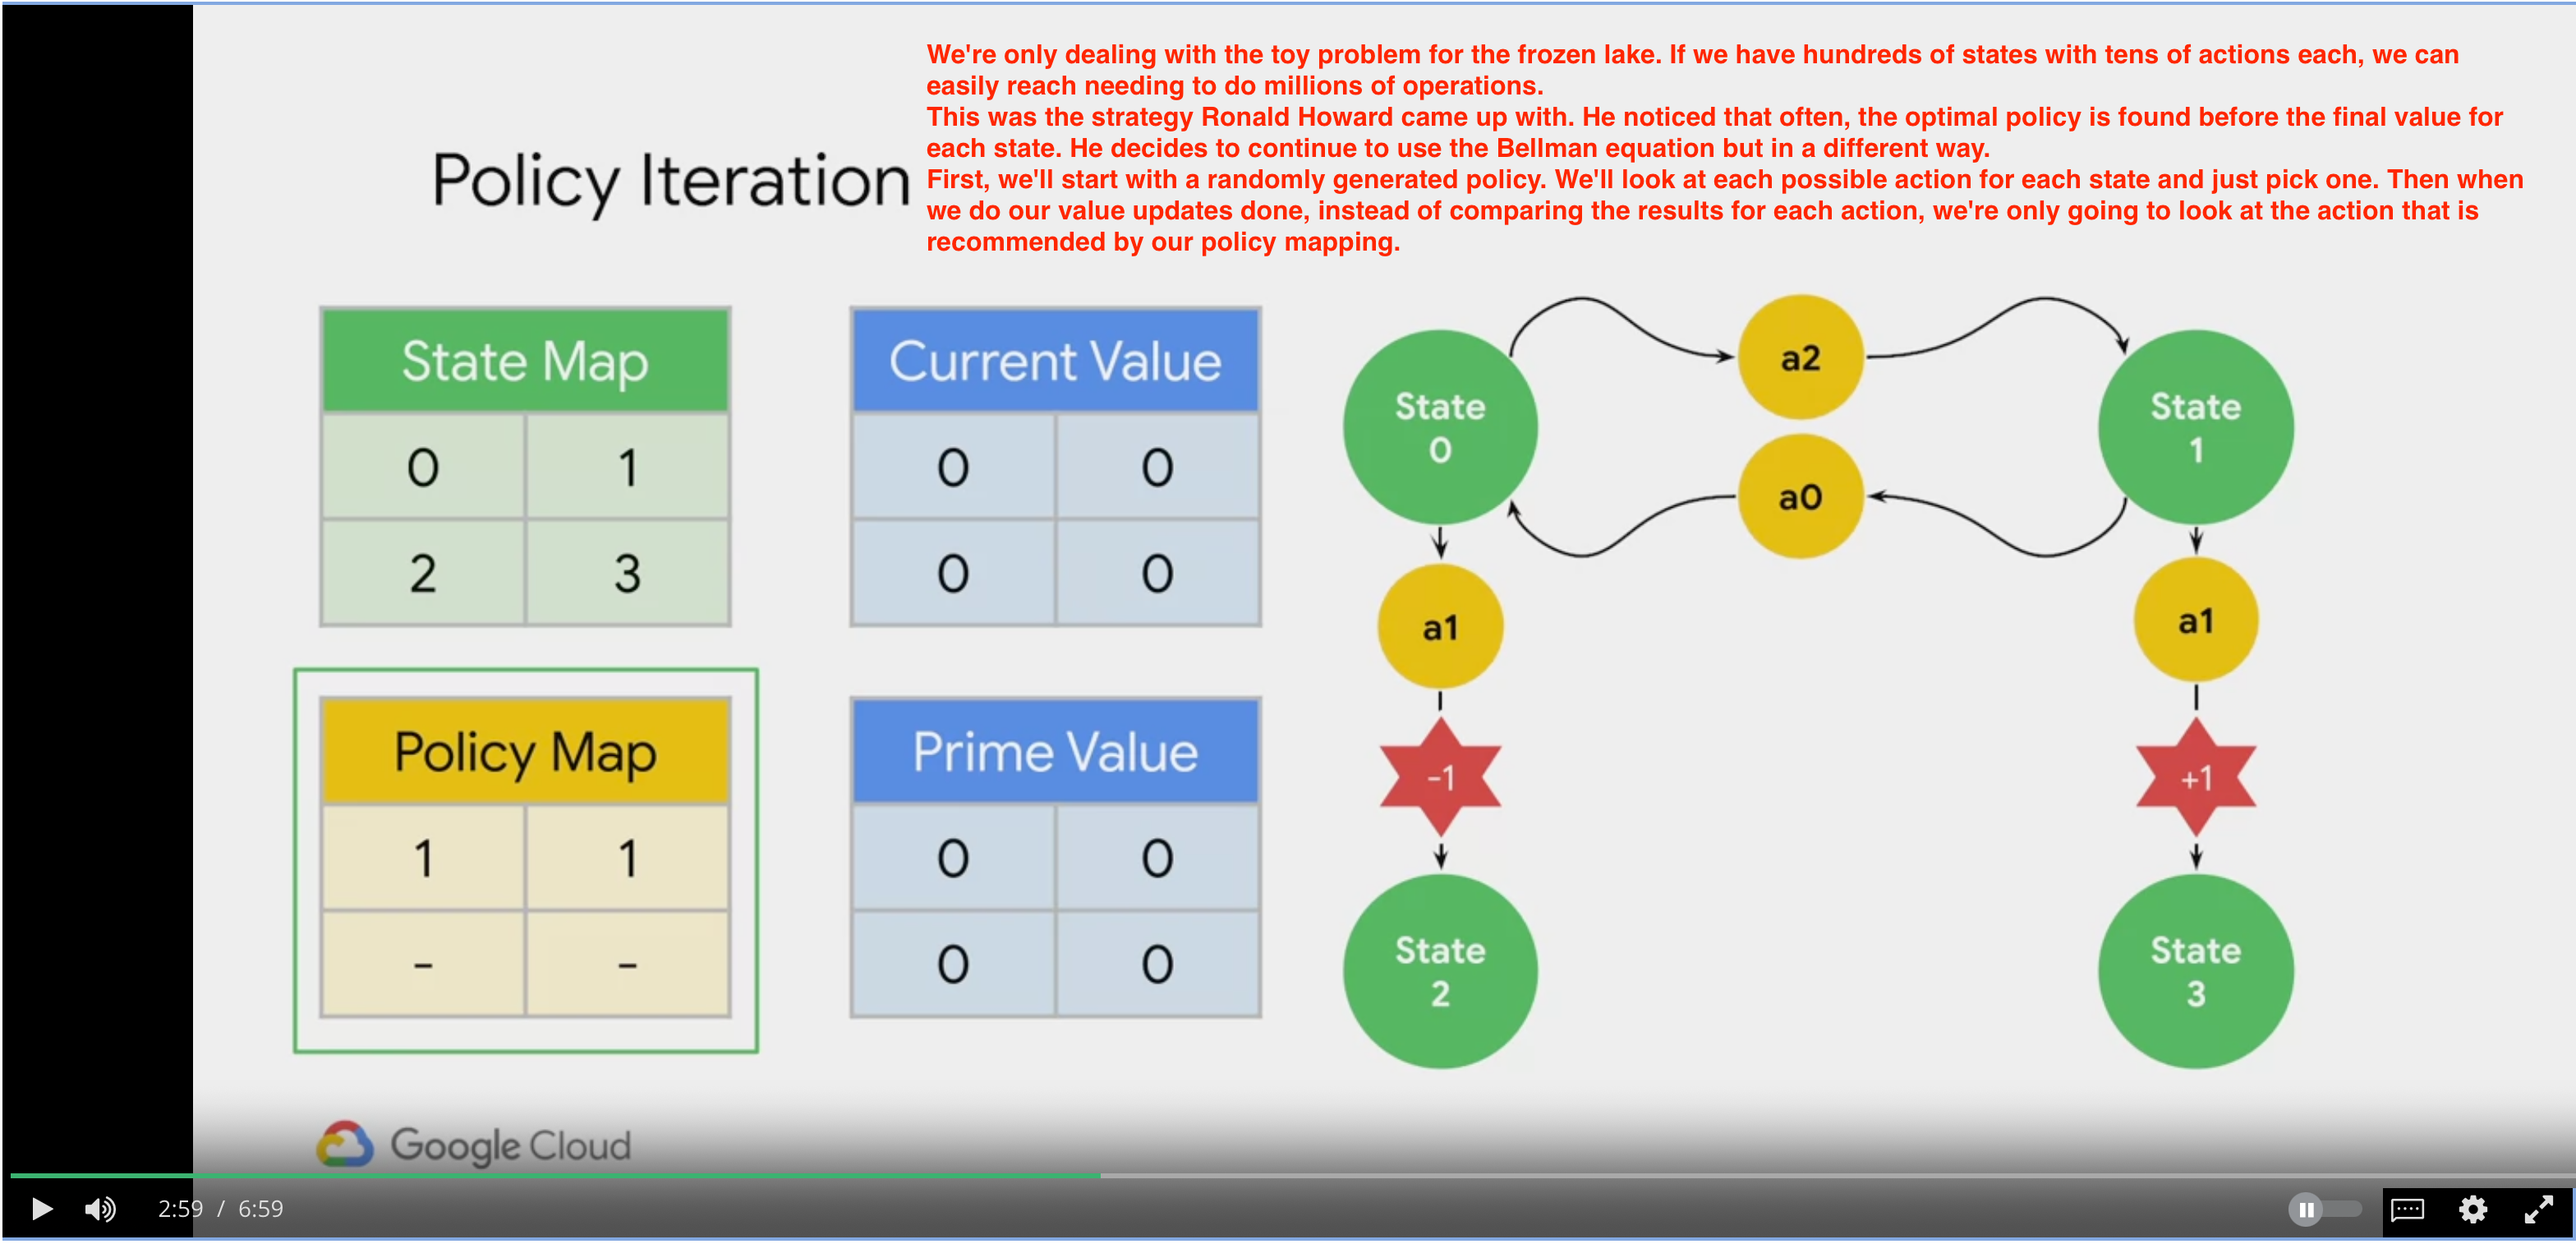 We're only dealing with the toy problem for the frozen lake. If we have hundreds of states with tens of actions each, we can
easily reach needing to do millions of operations.
This was the strategy Ronald Howard came up with. He noticed that often, the optimal policy is found before the final value for
each state. He decides to continue to use the Bellman equation but in a different way.
First, we'll start with a randomly generated policy. We'll look at each possible action for each state and just pick one. Then when
we do our value updates done, instead of comparing the results for each action, we're only going to look at the action that is
recommended by our policy mapping.
Policy Iteration
State Map
0 1
2 3
Current Value
0 0
0 0
Policy Map
1 1
- -
Prime Value
0 0
0 0
State
0
a2
State
1
a0
a1
a1
-1
+1
State
2
State
3
Google Cloud
2:59 / 6:59